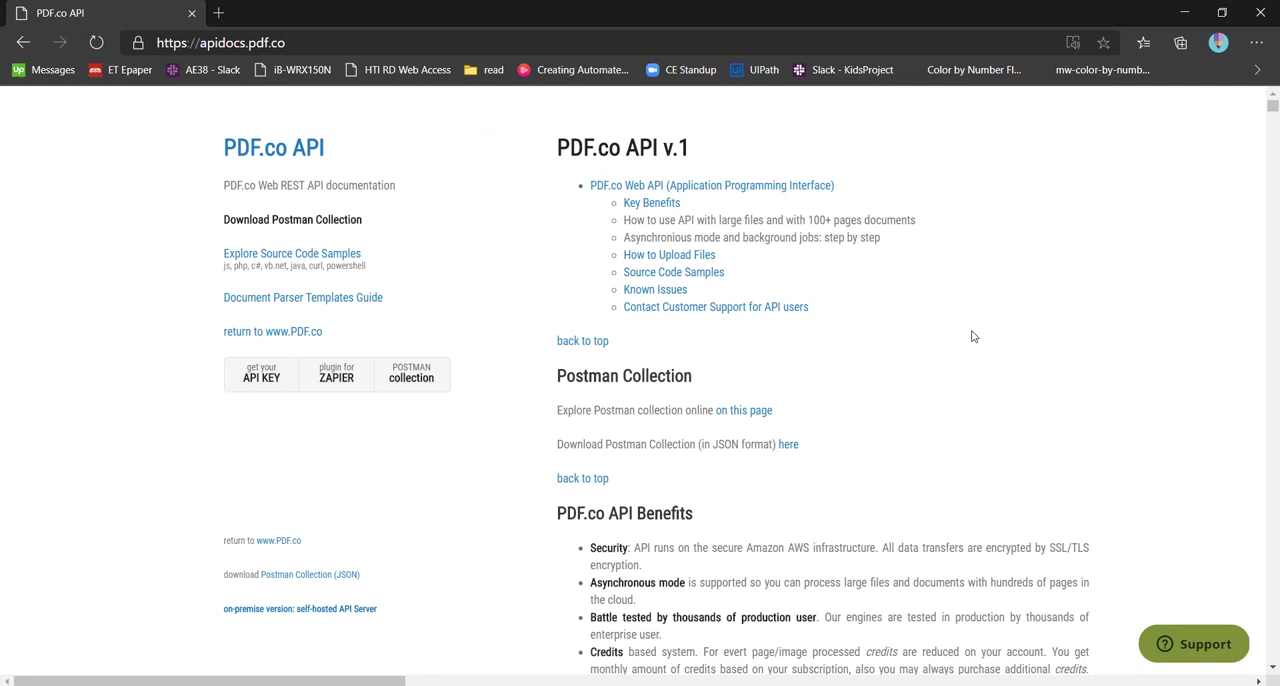 PDF.co API
https://apidocs.pdf.co
Up Messages
ET Epaper
AE38 - Slack
iB-WRX150N
HTI RD Web Access
read
Creating Automate...
CE Standup
Ui UIPath
Slack - KidsProject
Color by Number Fl...
mw-color-by-numb...
PDF.co API
PDF.co Web REST API documentation
Download Postman Collection
Explore Source Code Samples
js, php, c#, vb.net, java, curl, powershell
Document Parser Templates Guide
return to www.PDF.co
get your
API KEY
plugin for
ZAPIER
POSTMAN
collection
return to www.PDF.co
download Postman Collection (JSON)
on-premise version: self-hosted API Server
PDF.co API v.1
PDF.co Web API (Application Programming Interface)
Key Benefits
How to use API with large files and with 100+ pages documents
Asynchronious mode and background jobs: step by step
How to Upload Files
Source Code Samples
Known Issues
Contact Customer Support for API users
back to top
Postman Collection
Explore Postman collection online on this page
Download Postman Collection (in JSON format) here
back to top
PDF.co API Benefits
Security: API runs on the secure Amazon AWS infrastructure. All data transfers are encrypted by SSL/TLS
encryption.
Asynchronous mode is supported so you can process large files and documents with hundreds of pages in
the cloud.
Battle tested by thousands of production user. Our engines are tested in production by thousands of
enterprise user.
Credits based system. For evert page/image processed credits are reduced on your account. You get
monthly amount of credits based on your subscription, also you may always purchase additional credits.
Support